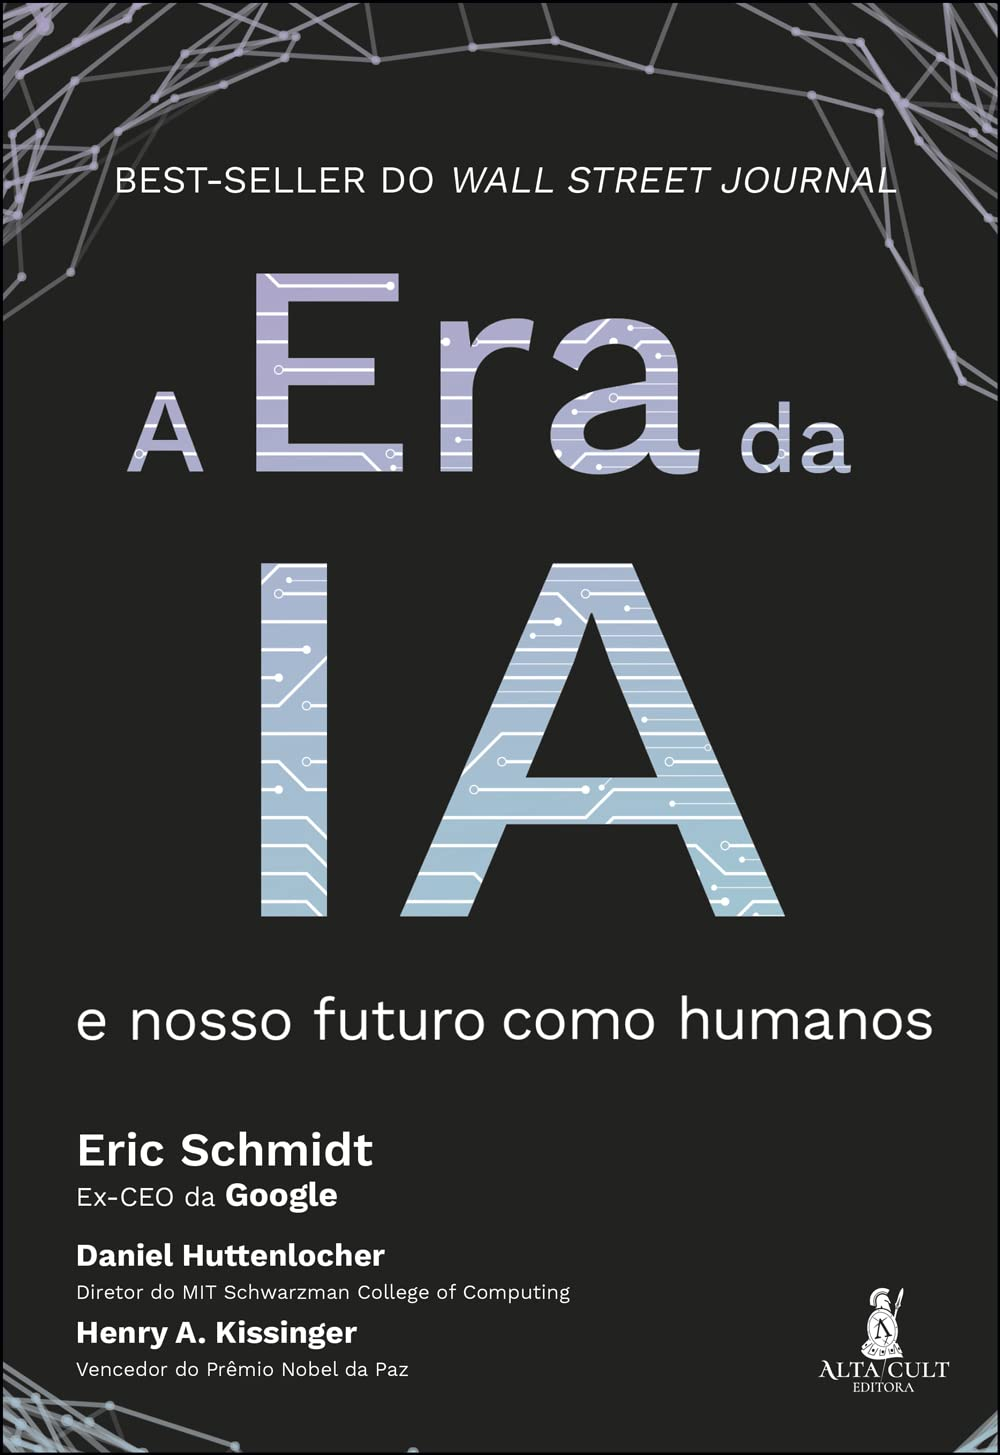 BEST-SELLER DO WALL STREET JOURNAL
A Era da
IA
e nosso futuro como humanos
Eric Schmidt
Ex-CEO da Google
Daniel Huttenlocher
Diretor do MIT Schwarzman College of Computing
Henry A. Kissinger
Vencedor do Prêmio Nobel da Paz
ALTA CULT
EDITORA